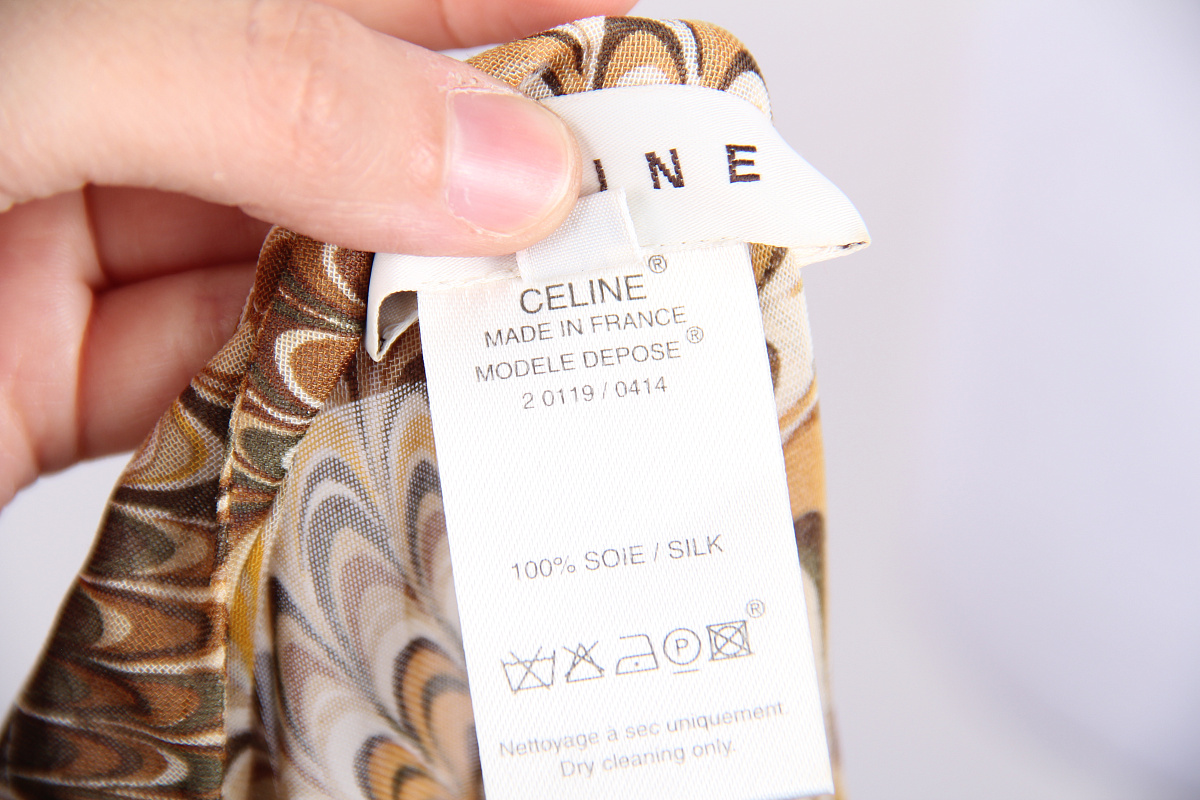 INE
CELINE®
MADE IN FRANCE
MODELE DEPOSE®
2 0119 / 0414
100% SOIE / SILK
P
®
Nettoyage à sec uniquement.
Dry cleaning only.